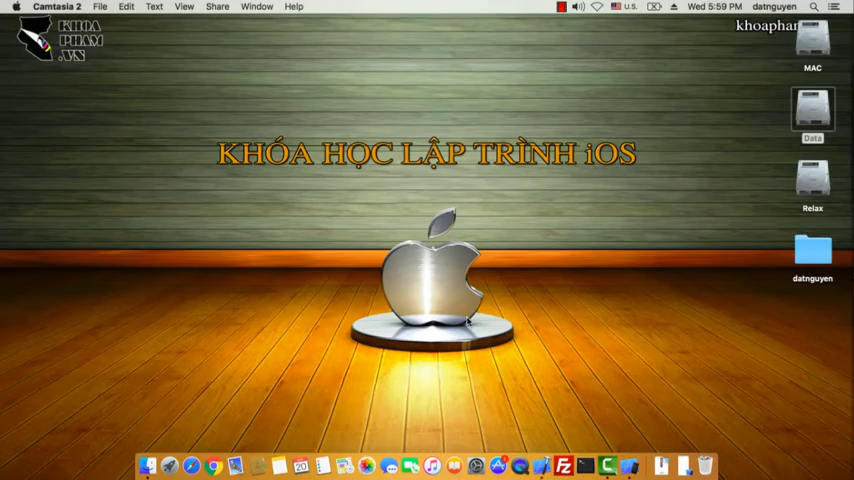 Camtasia 2 File Edit Text View Share Window Help U.S. Wed 5:59 PM datnguyen
KHOA
PHAM
.VN
khoapham
MAC
Data
KHÓA HỌC LẬP TRÌNH iOS
Relax
datnguyen
20
Fz
C